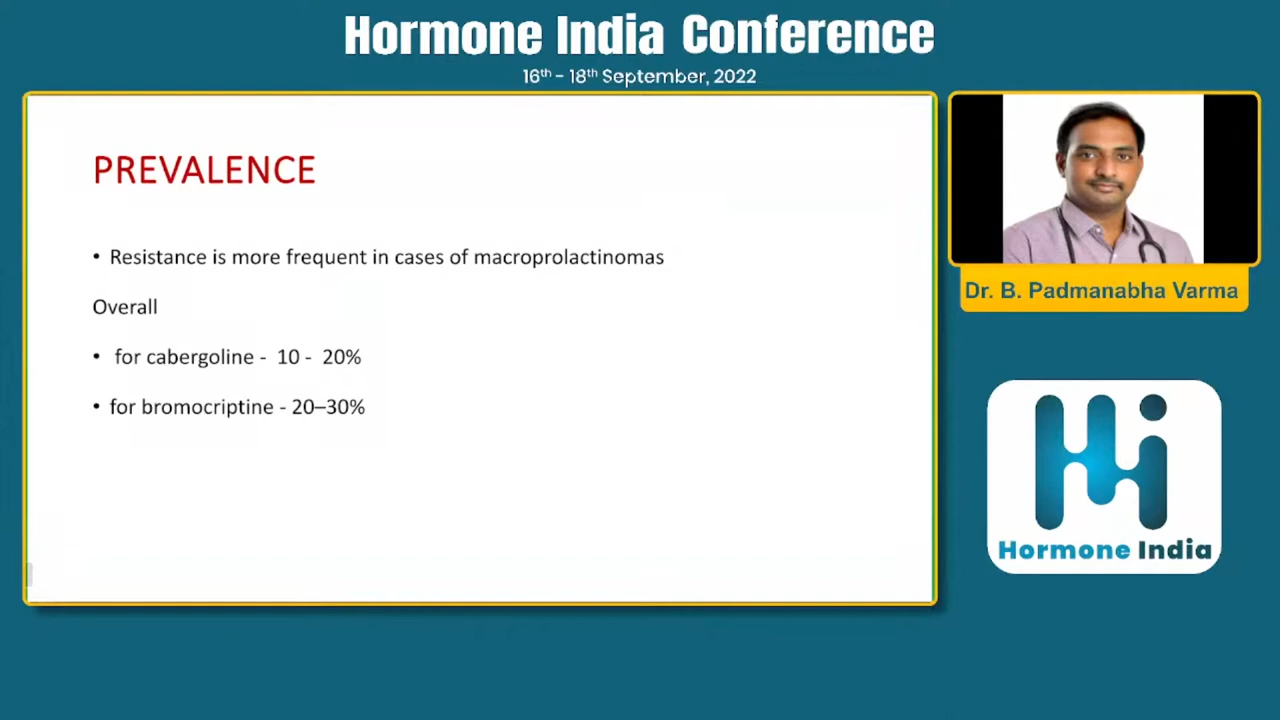 Hormone India Conference
16th - 18th September, 2022
PREVALENCE
• Resistance is more frequent in cases of macroprolactinomas
Overall
• for cabergoline - 10 - 20%
• for bromocriptine - 20–30%
Dr. B. Padmanabha Varma
Hi
Hormone India